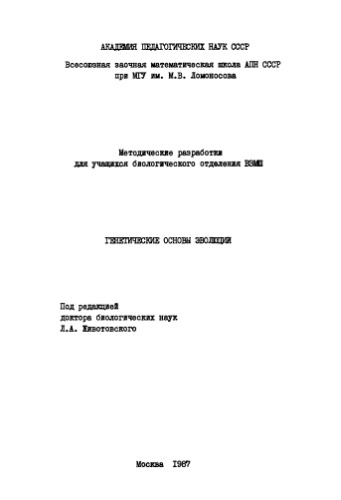 АКАДЕМИЯ ПЕДАГОГИЧЕСКИХ НАУК СССР
Всесоюзная заочная математическая школа АПН СССР
при МГУ им. М.В. Ломоносова
Методические разработки
для учащихся биологического отделения ВЗМШ
ГЕНЕТИЧЕСКИЕ ОСНОВЫ ЭВОЛЮЦИИ
Под редакцией
доктора биологических наук
Л.А. Животовского
Москва 1987